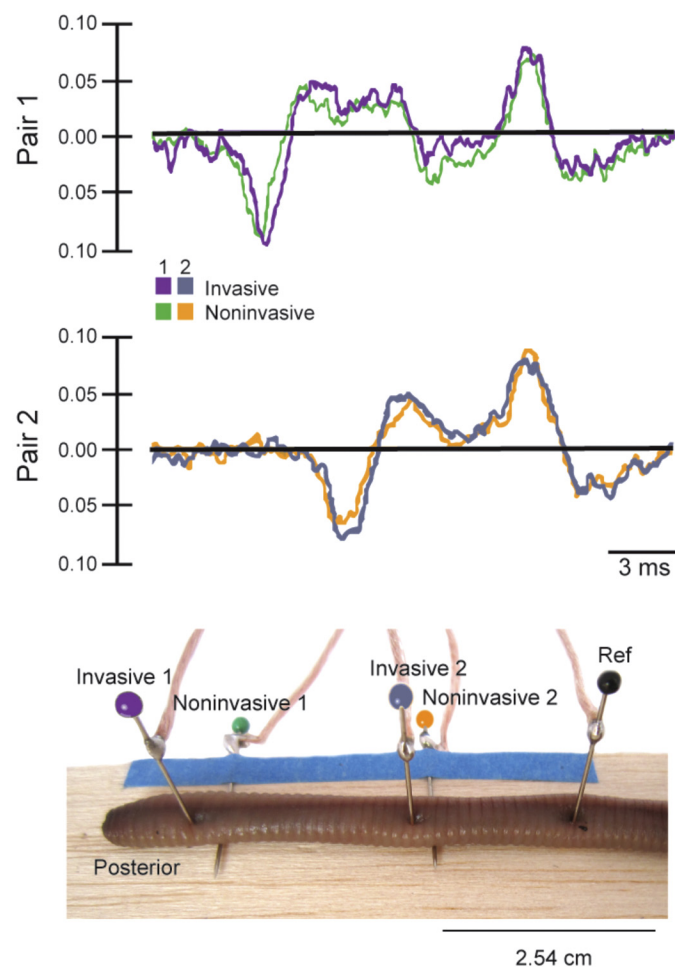 0.10
0.05
Pair 1
0.00
0.05
0.10
1 2
Invasive
Noninvasive
0.10
0.05
Pair 2
0.00
0.05
0.10
3 ms
Invasive 1
Noninvasive 1
Invasive 2
Noninvasive 2
Ref
Posterior
2.54 cm